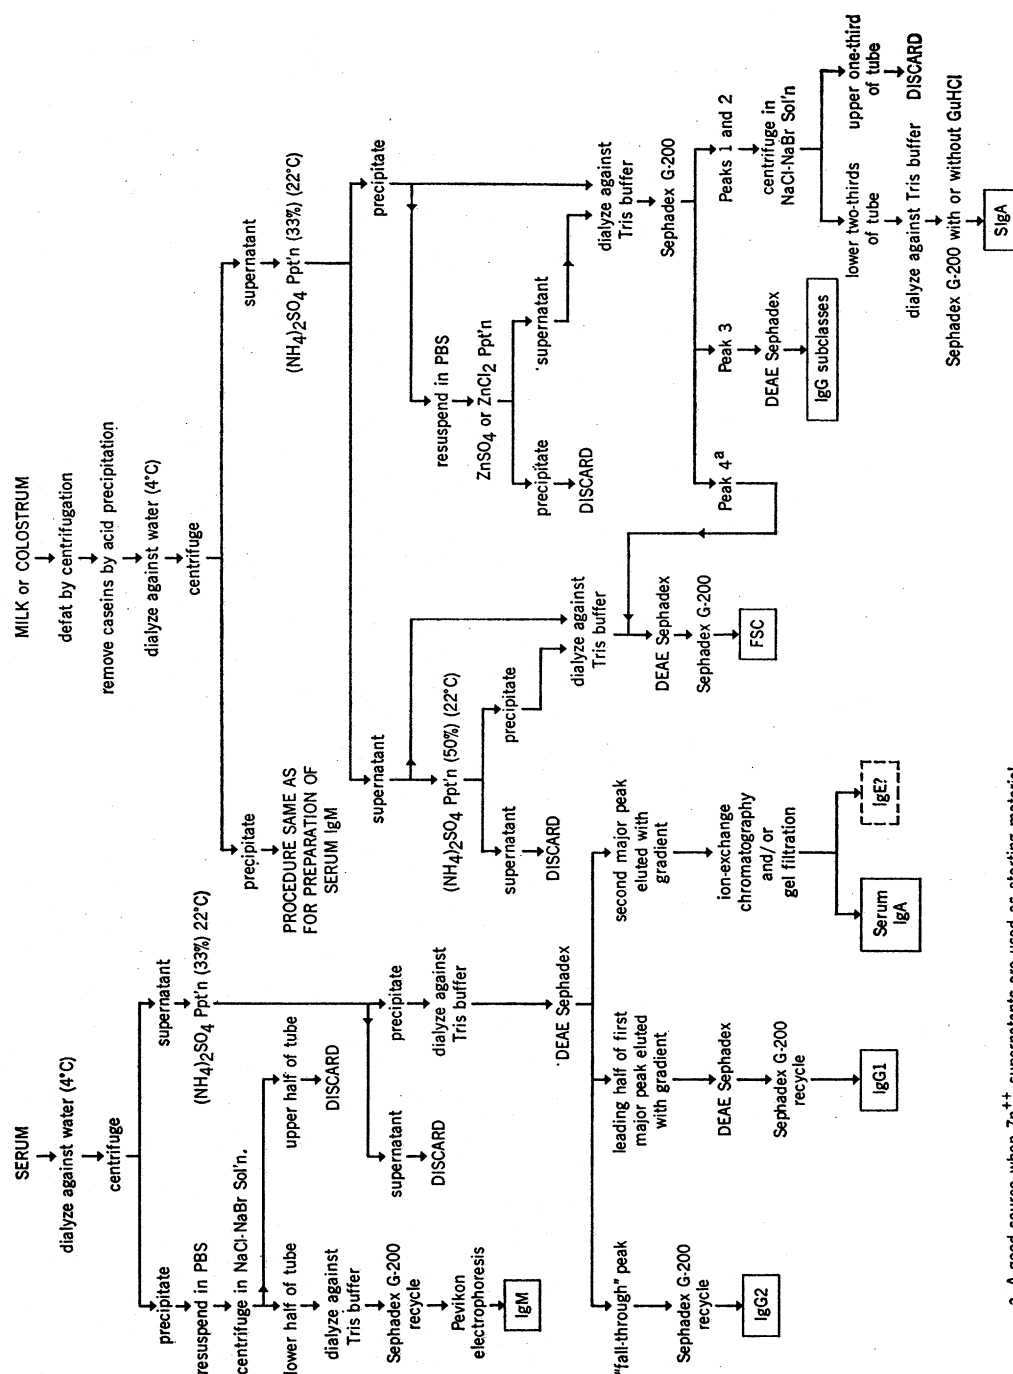 SERUM
dialyze against water (4°C)
centrifuge
precipitate
resuspend in PBS
centrifuge in NaCl-NaBr Sol'n.
lower half of tube
dialyze against
Tris buffer
Sephadex G-200
recycle
Pevikon
electrophoresis
IgM
upper half of tube
DISCARD
supernatant
(NH4)2SO4 Ppt'n (33%) 22°C)
supernatant
DISCARD
precipitate
dialyze against
Tris buffer
DEAE Sephadex
"fall-through" peak
Sephadex G-200
recycle
IgG2
leading half of first
major peak eluted
with gradient
DEAE Sephadex
Sephadex G-200
recycle
IgG1
second major peak
eluted with
gradient
ion-exchange
chromatography
and/or
gel filtration
Serum
IgA
IgE?
MILK or COLOSTRUM
defat by centrifugation
remove caseins by acid precipitation
dialyze against water (4°C)
centrifuge
precipitate
PROCEDURE SAME AS
FOR PREPARATION OF
SERUM IgM
supernatant
(NH4)2SO4 Ppt'n (33%) (22°C)
supernatant
(NH4)2SO4 Ppt'n (50%) (22°C)
supernatant
DISCARD
precipitate
dialyze against
Tris buffer
DEAE Sephadex
Sephadex G-200
FSC
precipitate
resuspend in PBS
ZnSO4 or ZnCl2 Ppt'n
precipitate
DISCARD
supernatant
dialyze against
Tris buffer
Sephadex G-200
Peak 4a
Peak 3
DEAE Sephadex
IgG subclasses
Peaks 1 and 2
centrifuge in
NaCl-NaBr Sol'n
lower two-thirds
of tube
dialyze against Tris buffer
Sephadex G-200 with or without GuHCl
SIgA
upper one-third
of tube
DISCARD
a A good source when Zn++ supernatants are used as starting material